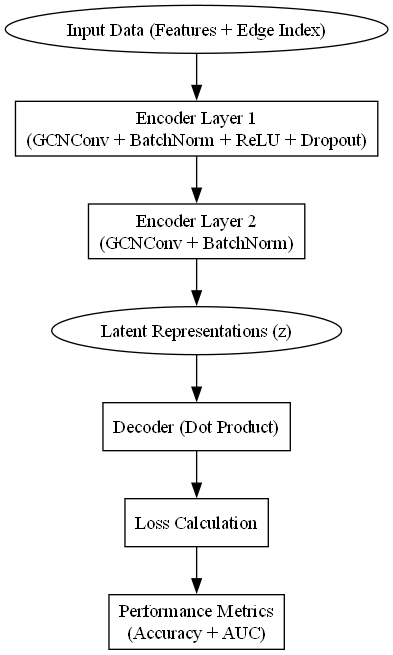 Input Data (Features + Edge Index)
Encoder Layer 1
(GCNConv + BatchNorm + ReLU + Dropout)
Encoder Layer 2
(GCNConv + BatchNorm)
Latent Representations (z)
Decoder (Dot Product)
Loss Calculation
Performance Metrics
(Accuracy + AUC)